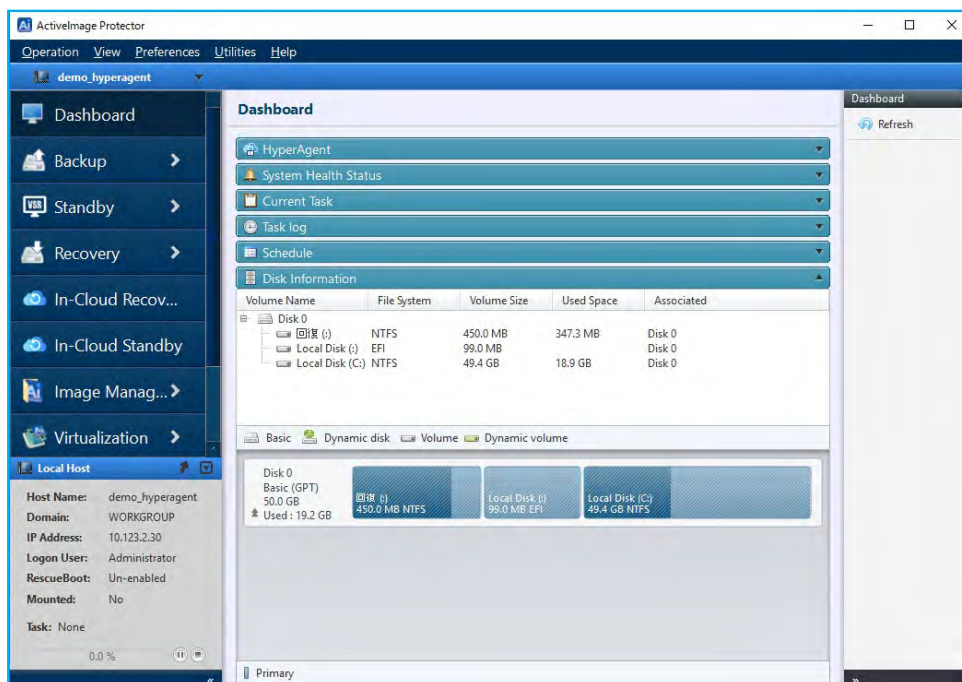 ActiveImage Protector
Operation View Preferences Utilities Help
demo_hyperagent
Dashboard
Backup
Standby
Recovery
In-Cloud Recov...
In-Cloud Standby
Image Manag...
Virtualization
Local Host
Host Name: demo_hyperagent
Domain: WORKGROUP
IP Address: 10.123.2.30
Logon User: Administrator
RescueBoot: Un-enabled
Mounted: No
Task: None
0.0 %
Dashboard
HyperAgent
System Health Status
Current Task
Task log
Schedule
Disk Information
Volume Name File System Volume Size Used Space Associated
Disk 0
回復 (:) NTFS 450.0 MB 347.3 MB Disk 0
Local Disk (:) EFI 99.0 MB Disk 0
Local Disk (C:) NTFS 49.4 GB 18.9 GB Disk 0
Basic Dynamic disk Volume Dynamic volume
Disk 0
Basic (GPT)
50.0 GB
Used : 19.2 GB
回復 (:)
450.0 MB NTFS
Local Disk (:)
99.0 MB EFI
Local Disk (C:)
49.4 GB NTFS
Primary
Dashboard
Refresh